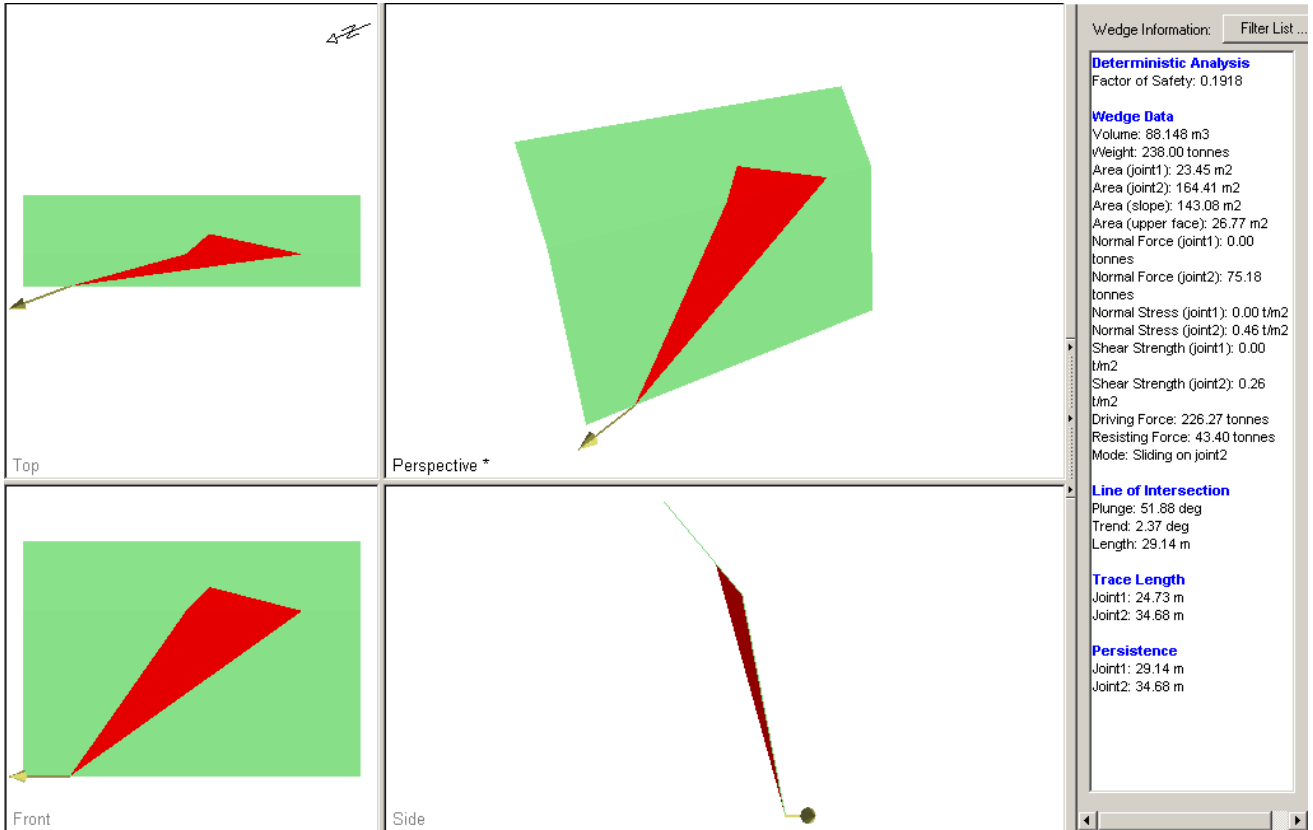 Z
Top
Perspective *
Front
Side
Wedge Information:
Filter List ...
Deterministic Analysis
Factor of Safety: 0.1918
Wedge Data
Volume: 88.148 m3
Weight: 238.00 tonnes
Area (joint1): 23.45 m2
Area (joint2): 164.41 m2
Area (slope): 143.08 m2
Area (upper face): 26.77 m2
Normal Force (joint1): 0.00
tonnes
Normal Force (joint2): 75.18
tonnes
Normal Stress (joint1): 0.00 t/m2
Normal Stress (joint2): 0.46 t/m2
Shear Strength (joint1): 0.00
t/m2
Shear Strength (joint2): 0.26
t/m2
Driving Force: 226.27 tonnes
Resisting Force: 43.40 tonnes
Mode: Sliding on joint2
Line of Intersection
Plunge: 51.88 deg
Trend: 2.37 deg
Length: 29.14 m
Trace Length
Joint1: 24.73 m
Joint2: 34.68 m
Persistence
Joint1: 29.14 m
Joint2: 34.68 m